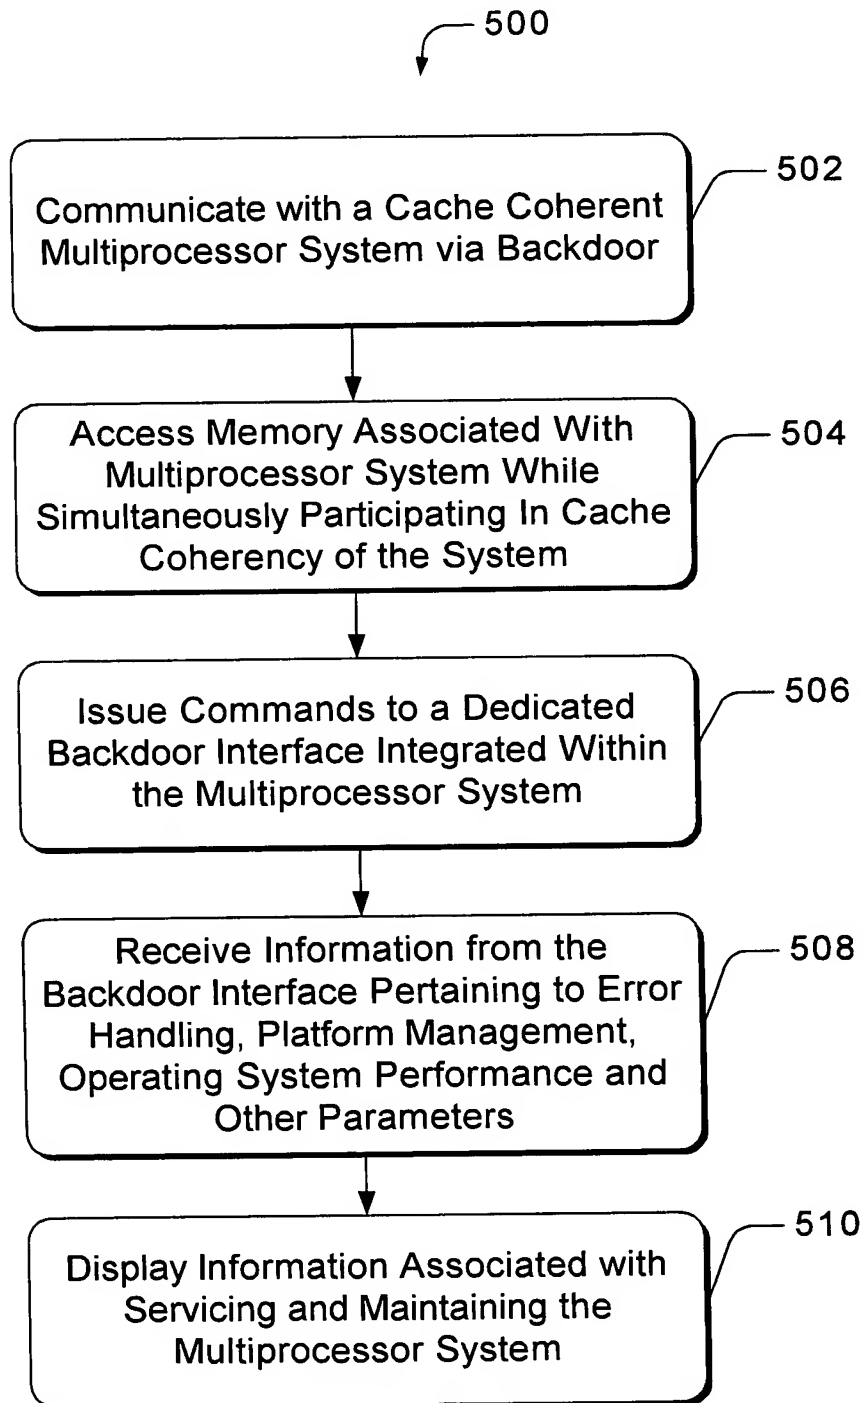 500
502
Communicate with a Cache Coherent
Multiprocessor System via Backdoor
504
Access Memory Associated With
Multiprocessor System While
Simultaneously Participating In Cache
Coherency of the System
506
Issue Commands to a Dedicated
Backdoor Interface Integrated Within
the Multiprocessor System
508
Receive Information from the
Backdoor Interface Pertaining to Error
Handling, Platform Management,
Operating System Performance and
Other Parameters
510
Display Information Associated with
Servicing and Maintaining the
Multiprocessor System